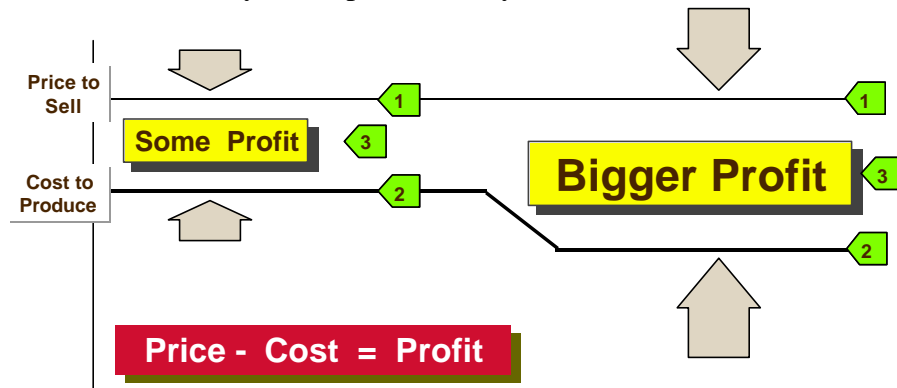 Price to
Sell
1
1
Some Profit
3
Bigger Profit
3
Cost to
Produce
2
2
Price - Cost = Profit